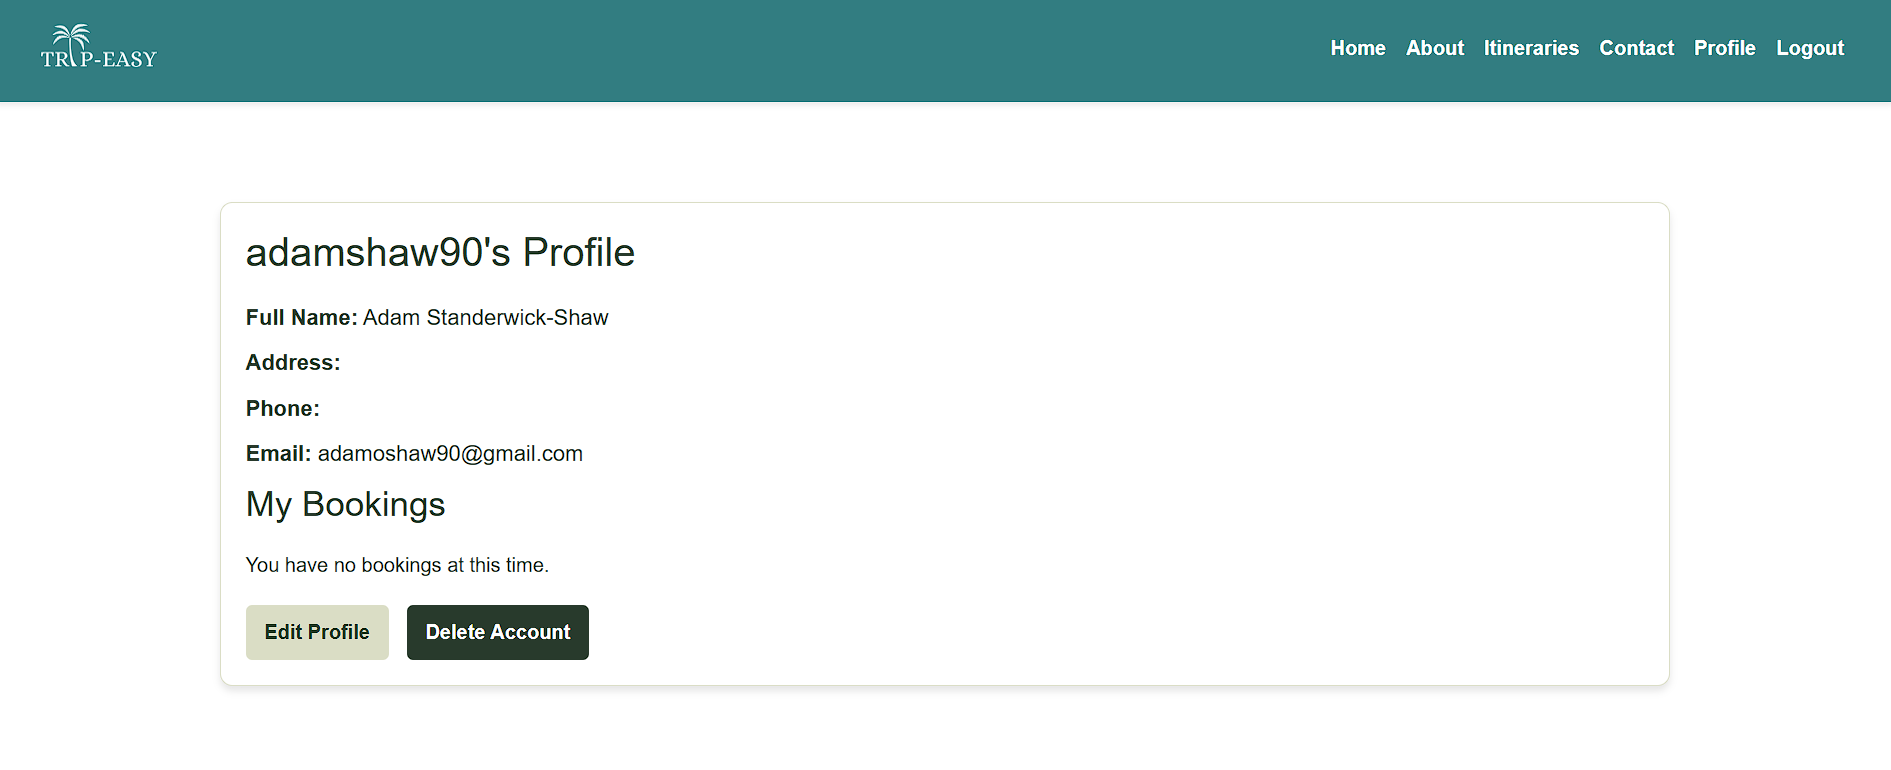 TRIP-EASY
Home About Itineraries Contact Profile Logout
adamshaw90's Profile
Full Name: Adam Standerwick-Shaw
Address:
Phone:
Email: adamoshaw90@gmail.com
My Bookings
You have no bookings at this time.
Edit Profile Delete Account